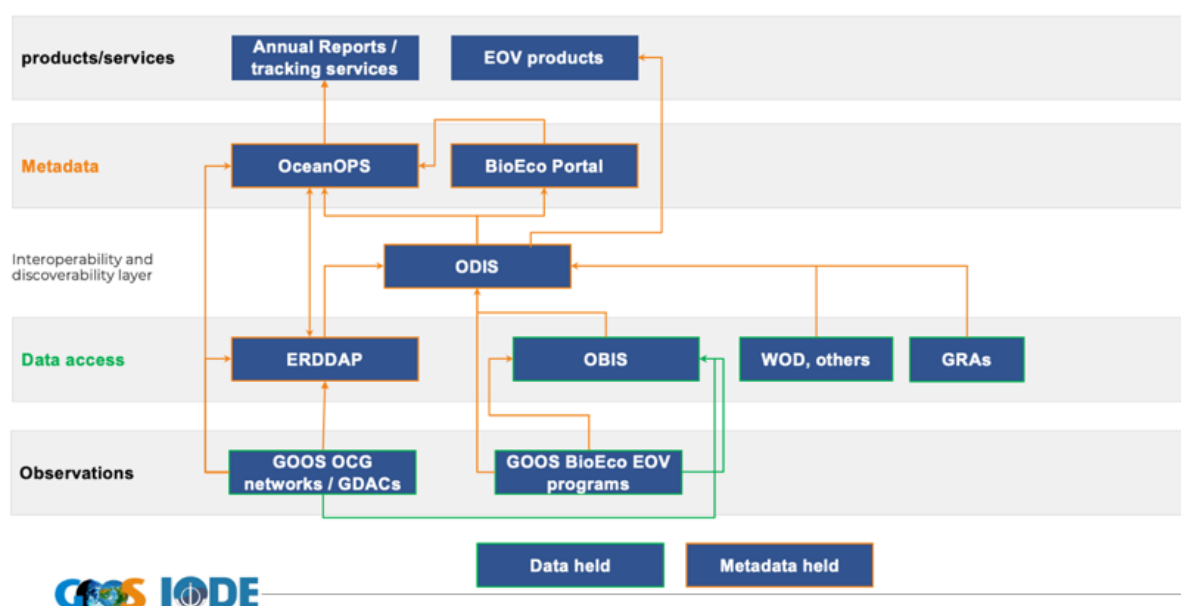 products/services
Annual Reports /
tracking services
EOV products
Metadata
OceanOPS
BioEco Portal
Interoperability and
discoverability layer
ODIS
Data access
ERDDAP
OBIS
WOD, others
GRAs
Observations
GOOS OCG
networks / GDACs
GOOS BioEco EOV
programs
Data held
Metadata held
GOOS IODE